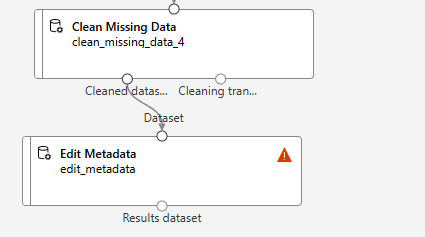 Clean Missing Data
clean_missing_data_4
Cleaned datas... Cleaning tran...
Dataset
Edit Metadata
edit_metadata
Results dataset